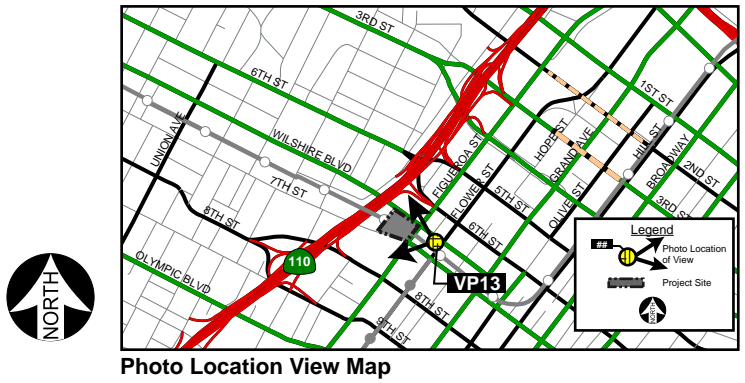 3RD ST
6TH ST
1ST ST
UNION AVE
WILSHIRE BLVD
HOPE ST
GRAND AVE
HILL ST
BROADWAY
FIGUEROA ST
FLOWER ST
2ND ST
7TH ST
5TH ST
OLIVE ST
3RD ST
8TH ST
6TH ST
OLYMPIC BLVD
110
VP13
8TH ST
9TH ST
Legend
##
Photo Location
of View
Project Site
NORTH
NORTH
Photo Location View Map